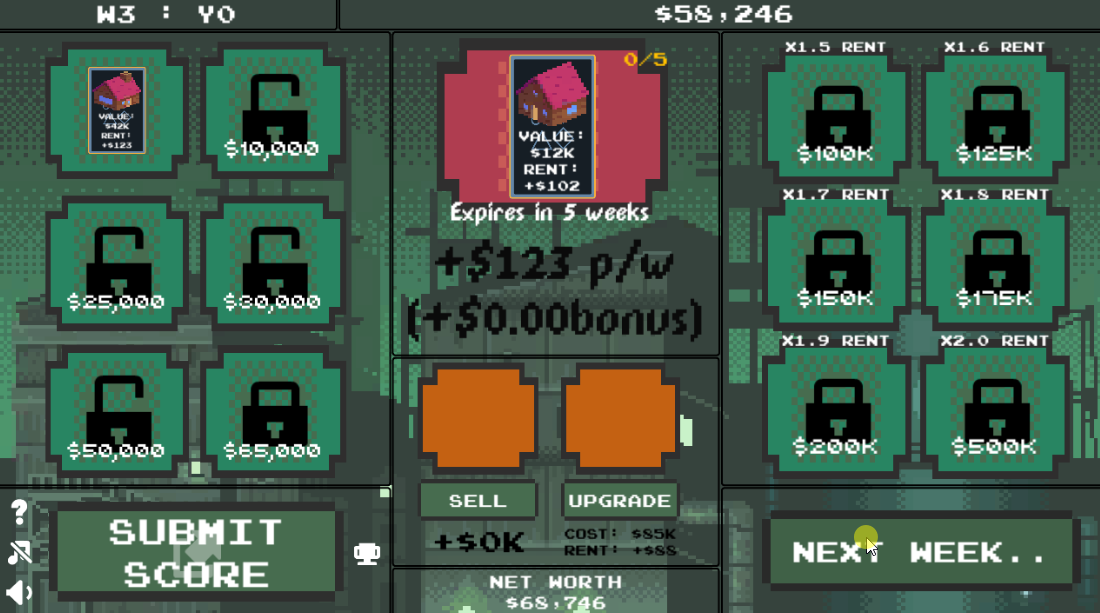 W3 : Y0
$58,246
VALUE:
$42K
RENT:
+$123
$10,000
$25,000
$30,000
$50,000
$65,000
0/5
VALUE:
$12K
RENT:
+$102
Expires in 5 weeks
+$123 p/w
(+$0.00bonus)
SELL
UPGRADE
+$0K
COST: $85K
RENT: +$88
NET WORTH
$68,746
X1.5 RENT
X1.6 RENT
$100K
$125K
X1.7 RENT
X1.8 RENT
$150K
$175K
X1.9 RENT
X2.0 RENT
$200K
$500K
?
SUBMIT
SCORE
NEXT WEEK..